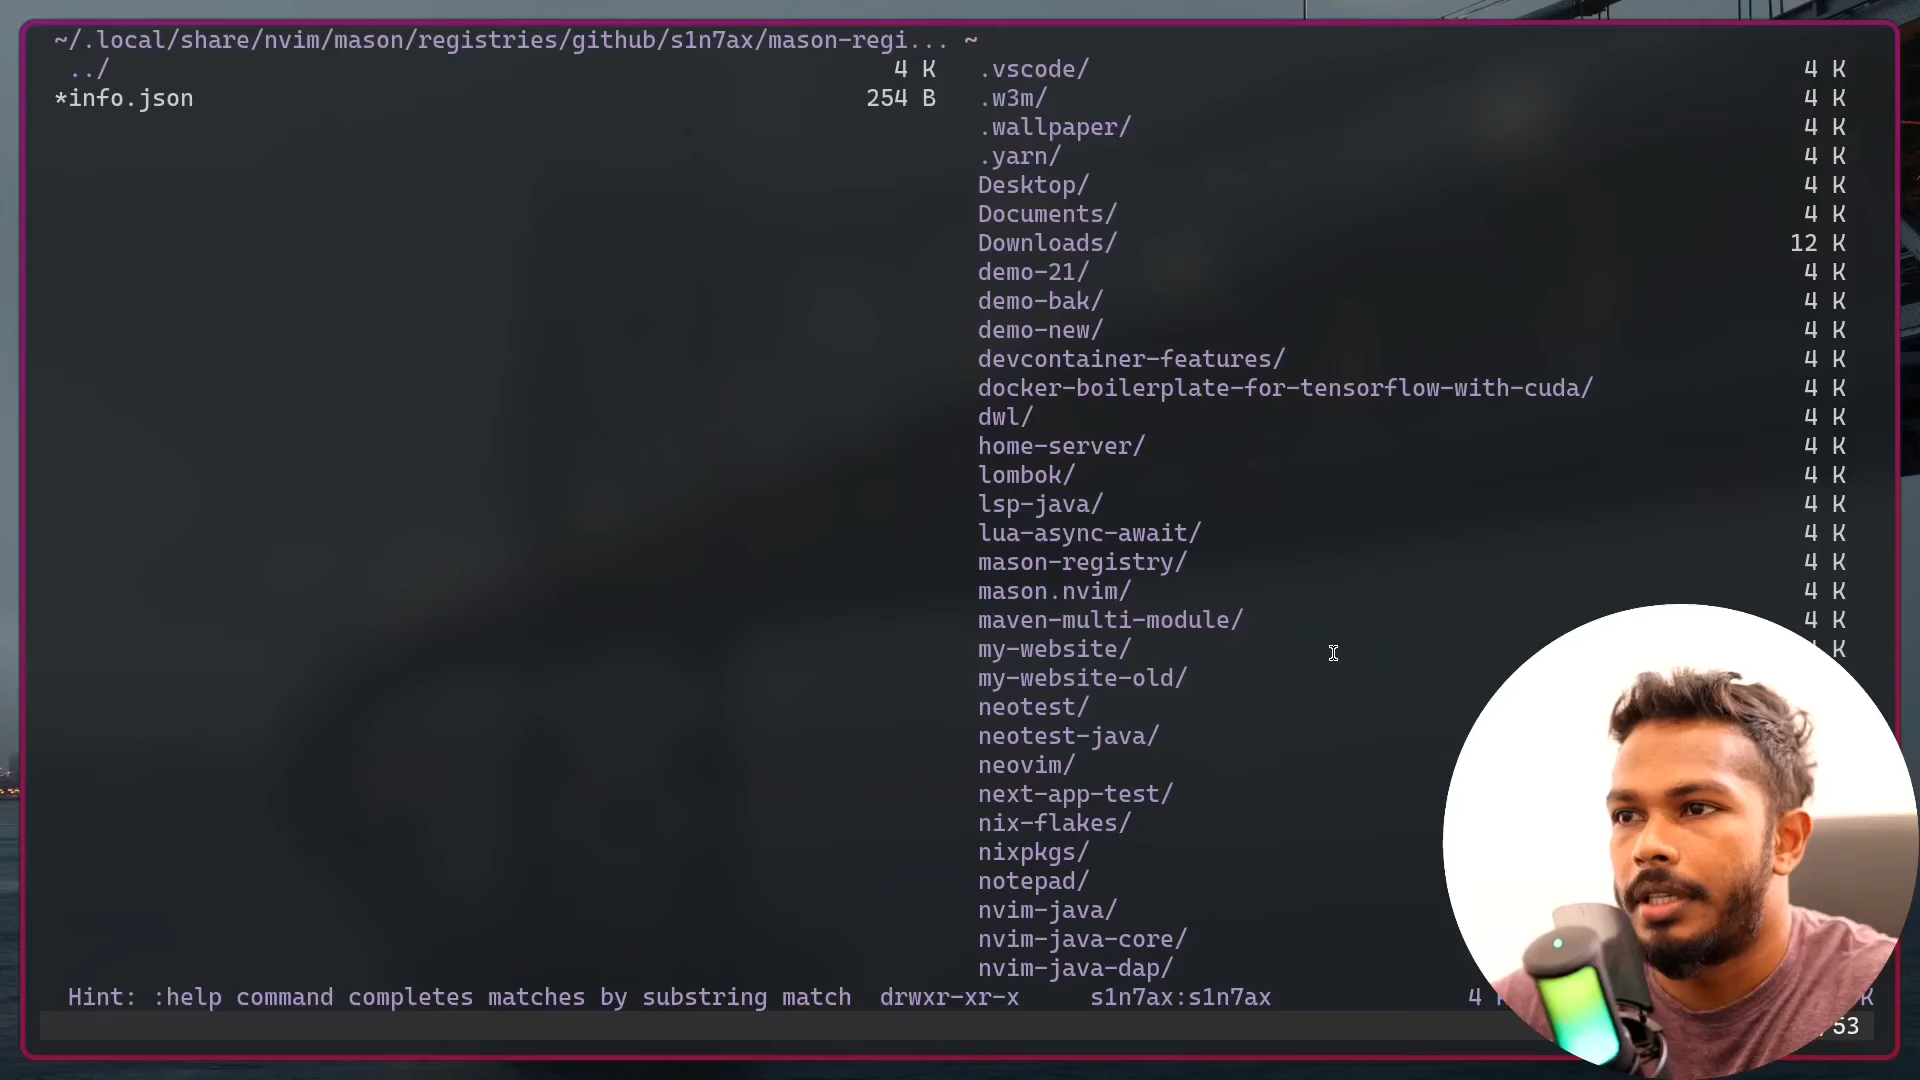 ~/.local/share/nvim/mason/registries/github/s1n7ax/mason-regi... ~
../ 4 K
*info.json 254 B
.vscode/ 4 K
.w3m/ 4 K
.wallpaper/ 4 K
.yarn/ 4 K
Desktop/ 4 K
Documents/ 4 K
Downloads/ 12 K
demo-21/ 4 K
demo-bak/ 4 K
demo-new/ 4 K
devcontainer-features/ 4 K
docker-boilerplate-for-tensorflow-with-cuda/ 4 K
dwl/ 4 K
home-server/ 4 K
lombok/ 4 K
lsp-java/ 4 K
lua-async-await/ 4 K
mason-registry/ 4 K
mason.nvim/ 4 K
maven-multi-module/ 4 K
my-website/ K
my-website-old/
neotest/
neotest-java/
neovim/
next-app-test/
nix-flakes/
nixpkgs/
notepad/
nvim-java/
nvim-java-core/
nvim-java-dap/
Hint: :help command completes matches by substring match drwxr-xr-x s1n7ax:s1n7ax 4 K
/53